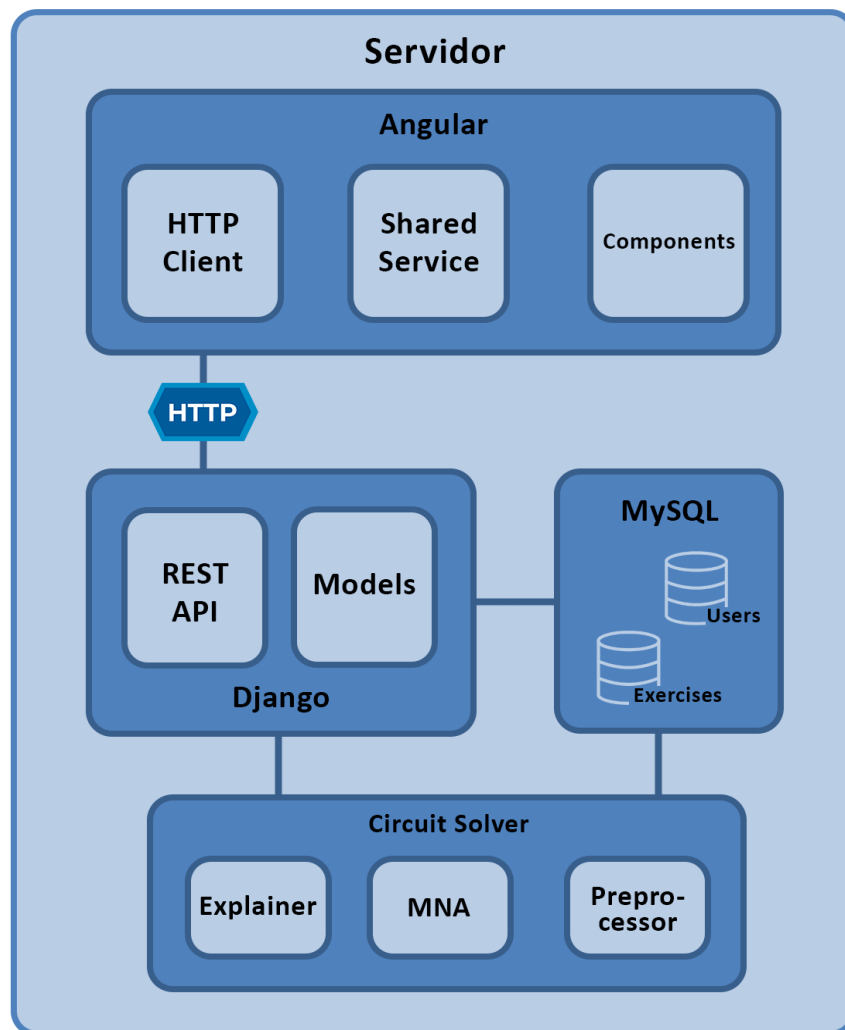 Servidor
Angular
HTTP
Client
Shared
Service
Components
HTTP
REST
API
Models
Django
MySQL
Users
Exercises
Circuit Solver
Explainer
MNA
Prepro-
cessor